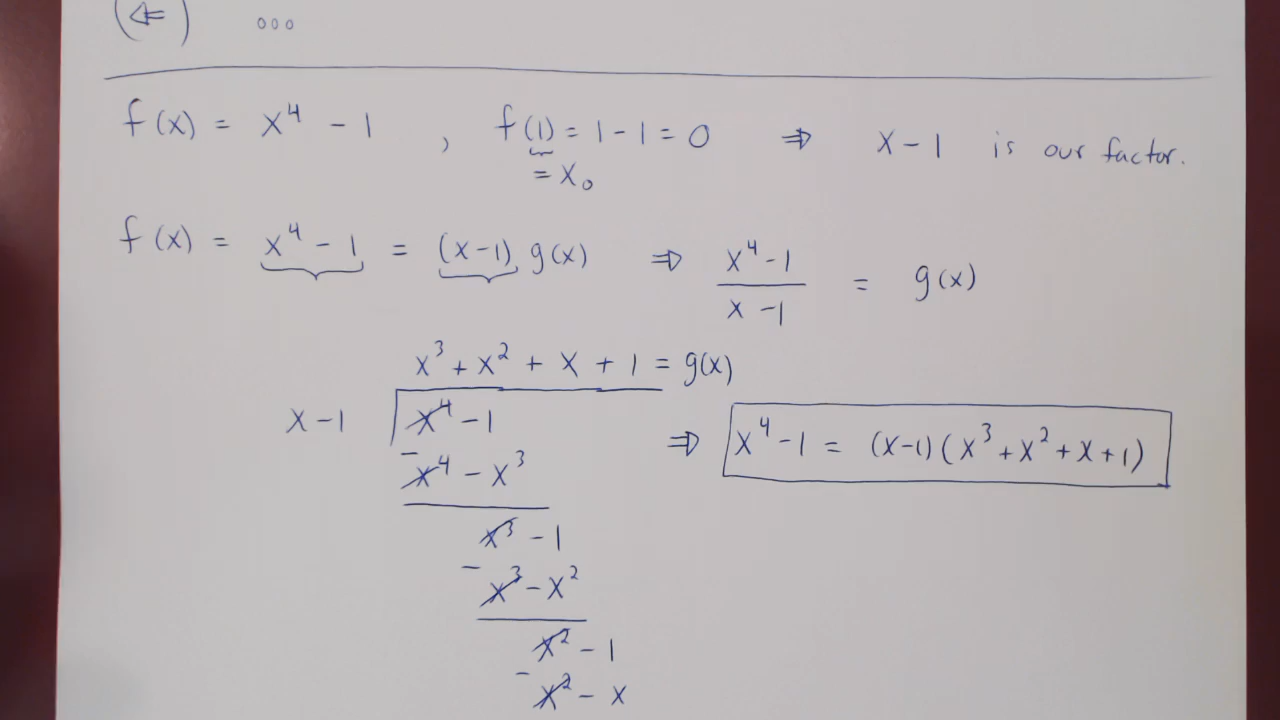 (⇐) ...
f(x) = x⁴ - 1 , f(1) = 1 - 1 = 0 ⇒ x - 1 is our factor.
= x₀
f(x) = x⁴ - 1 = (x-1) g(x) ⇒ x⁴-1 / x-1 = g(x)
x³ + x² + x + 1 = g(x)
x-1 x⁴ - 1 ⇒ x⁴-1 = (x-1)(x³+x²+x+1)
- x⁴ - x³
x³ - 1
- x³ - x²
x² - 1
- x² - x